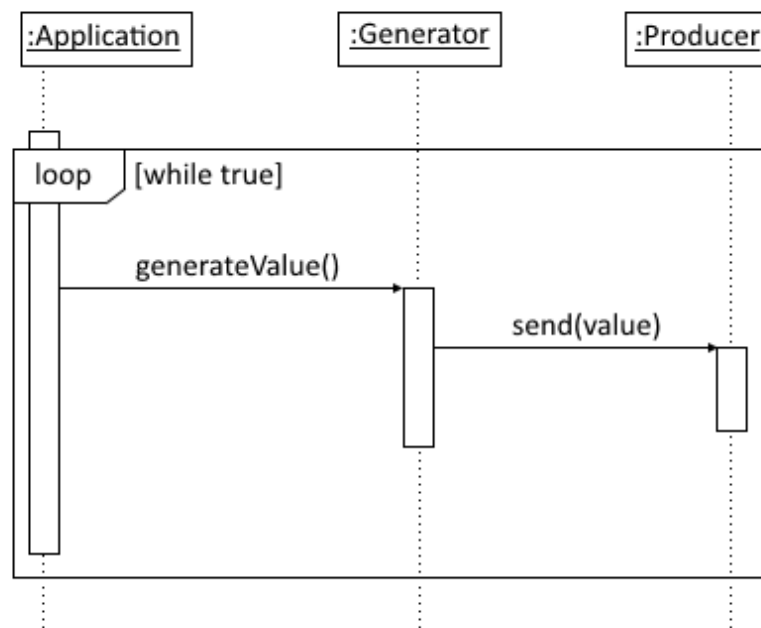 :Application
:Generator
:Producer
loop
[while true]
generateValue()
send(value)